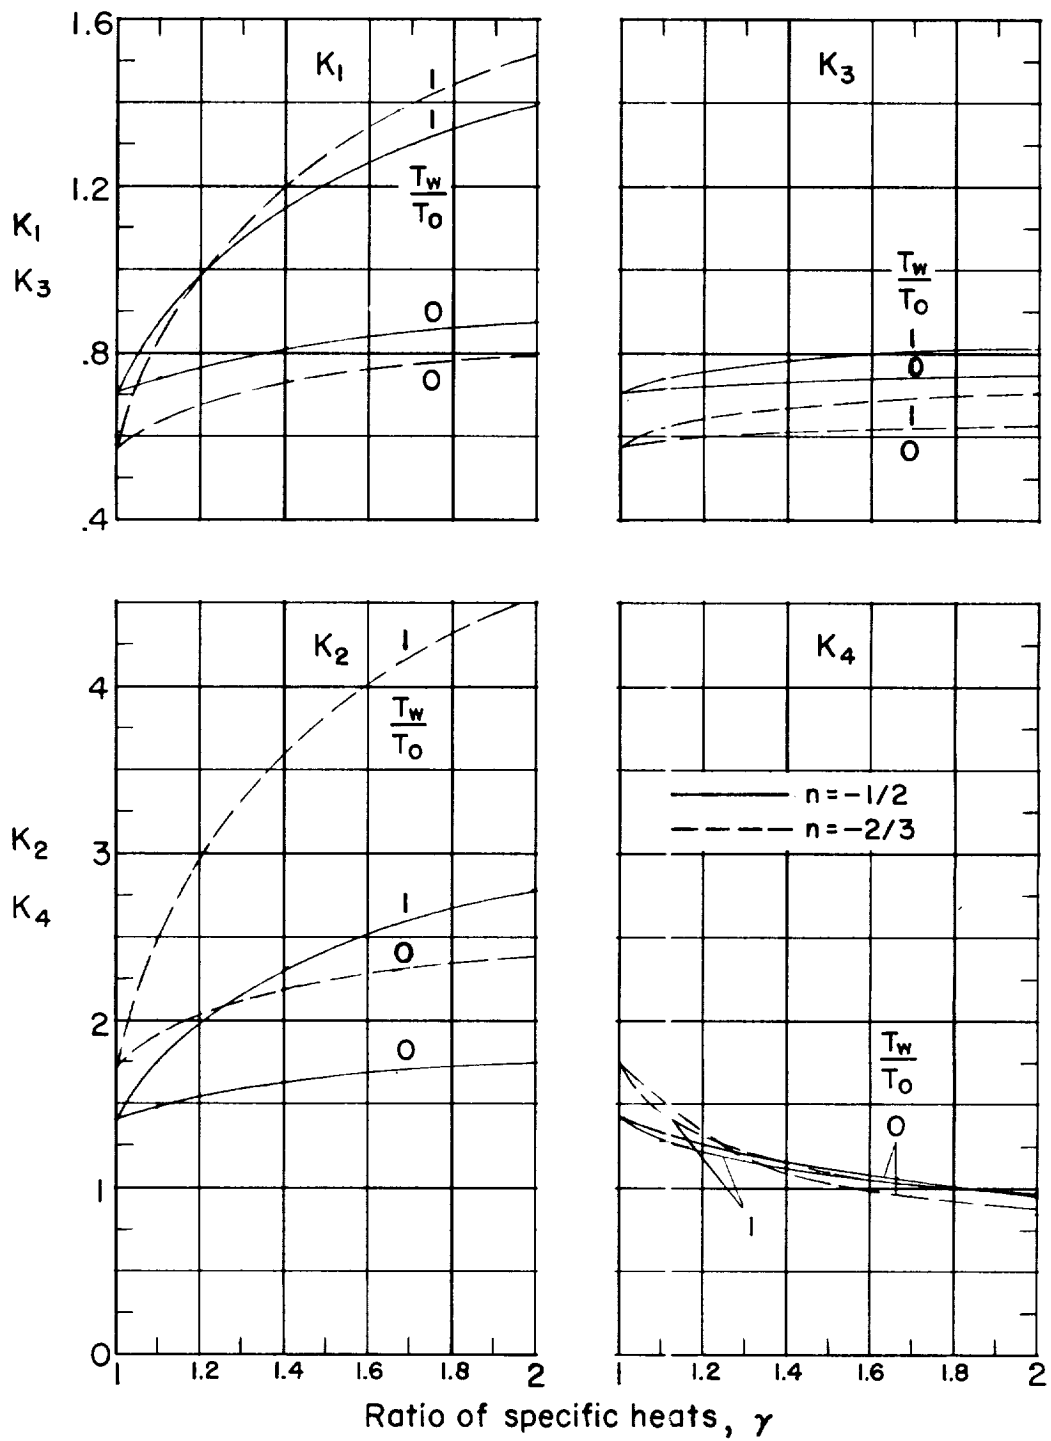 1.6
K1
1
1
1.2
Tw
To
K1
K3
0
.8
0
.4
K3
Tw
To
1
0
1
0
K2
1
4
Tw
To
K2
3
K4
1
0
2
0
1
0
1
1.2
1.4
1.6
1.8
2
K4
n=-1/2
n=-2/3
Tw
To
0
1
1
1.2
1.4
1.6
1.8
2
Ratio of specific heats, γ